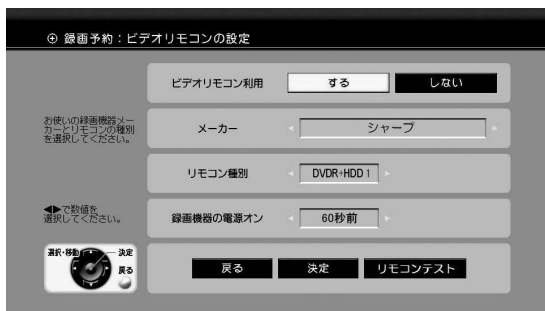 録画予約：ビデオリモコンの設定
ビデオリモコン利用 する しない
お使いの録画機器メー
カーとリモコンの種別
を選択してください。
メーカー シャープ
リモコン種別 DVDR+HDD 1
◀▶で数値を
選択してください。
録画機器の電源オン 60秒前
選択・移動 決定
戻る
戻る 決定 リモコンテスト